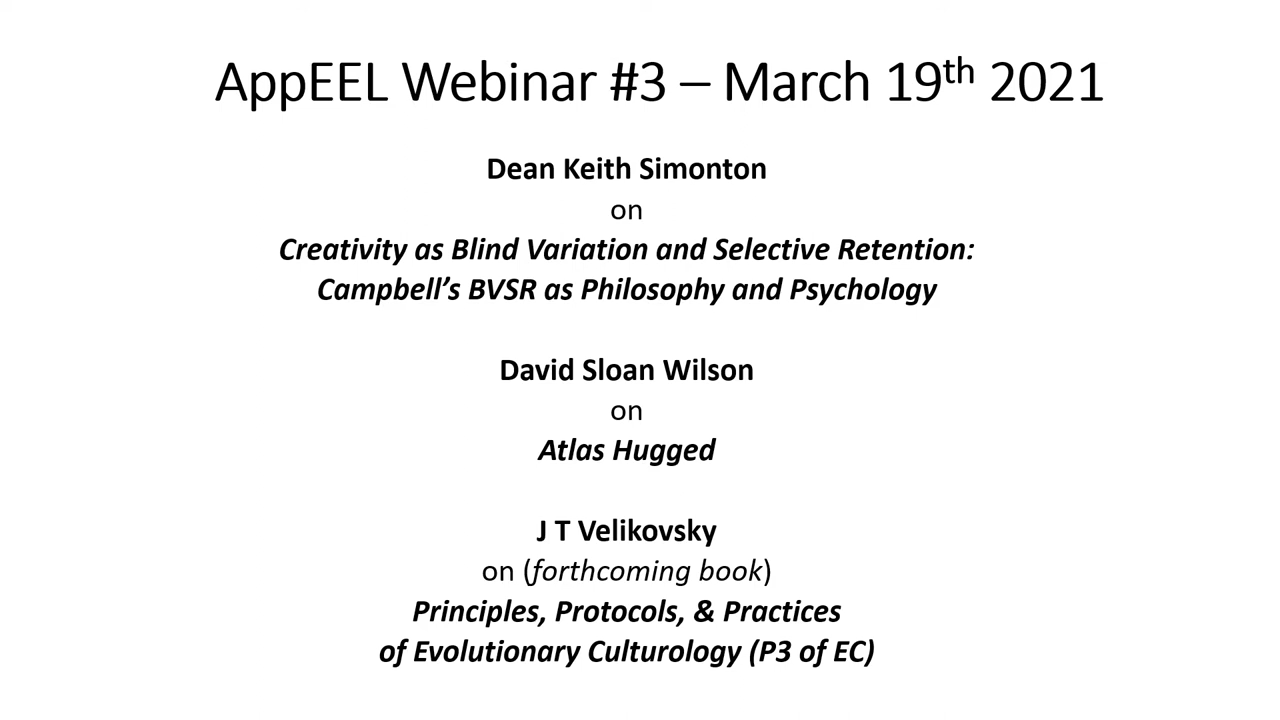 AppEEL Webinar #3 – March 19th 2021
Dean Keith Simonton
on
Creativity as Blind Variation and Selective Retention:
Campbell’s BVSR as Philosophy and Psychology
David Sloan Wilson
on
Atlas Hugged
J T Velikovsky
on (forthcoming book)
Principles, Protocols, & Practices
of Evolutionary Culturology (P3 of EC)